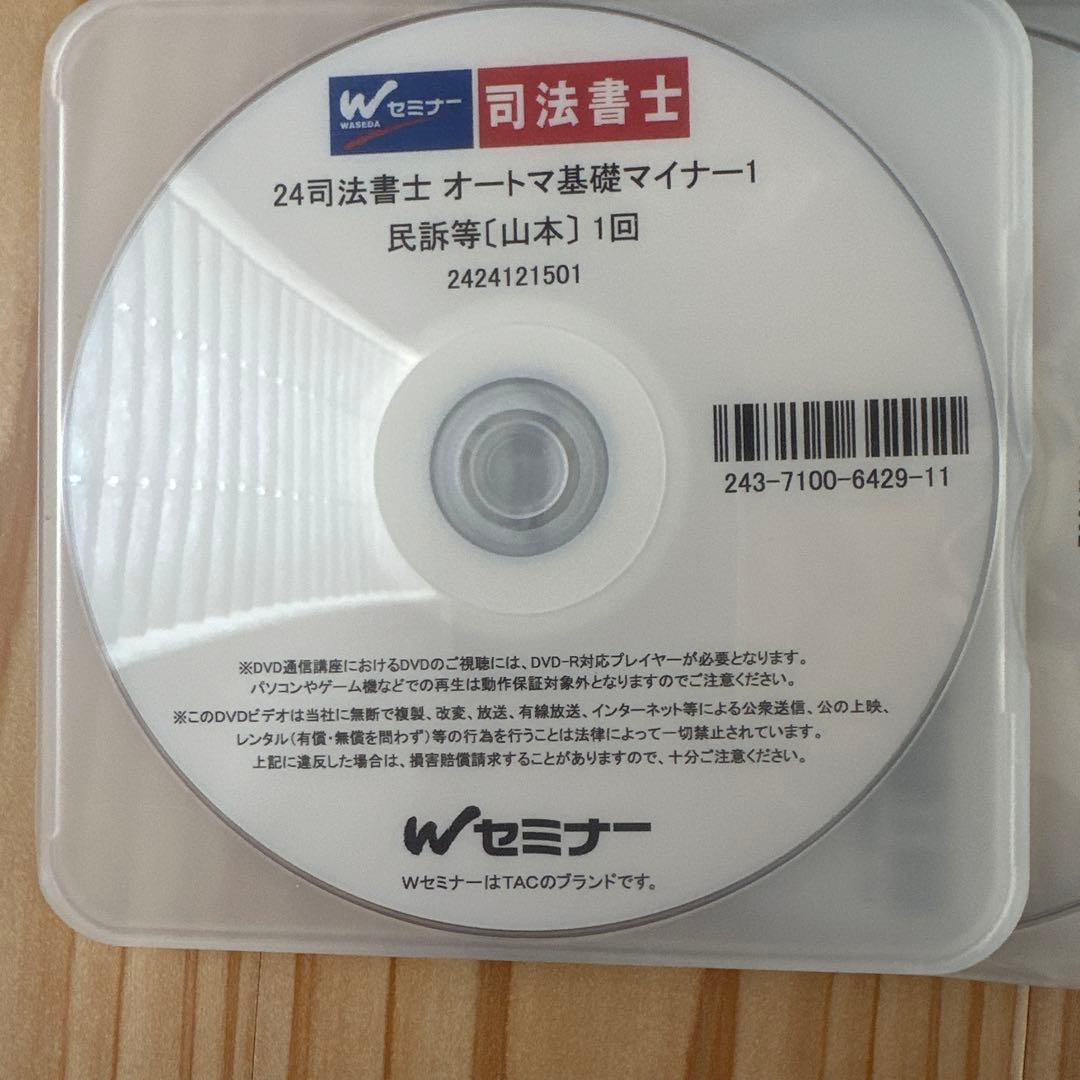 Wセミナー
WASEDA
司法書士
24司法書士 オートマ基礎マイナー1
民訴等〔山本〕 1回
2424121501
243-7100-6429-11
※DVD通信講座におけるDVDのご視聴には、DVD-R対応プレイヤーが必要となります。
パソコンやゲーム機などでの再生は動作保証対象外となりますのでご注意ください。
※このDVDビデオは当社に無断で複製、改変、放送、有線放送、インターネット等による公衆送信、公の上映、
レンタル（有償・無償を問わず）等の行為を行うことは法律によって一切禁止されています。
上記に違反した場合は、損害賠償請求することがありますので、十分ご注意ください。
Wセミナー
WセミナーはTACのブランドです。